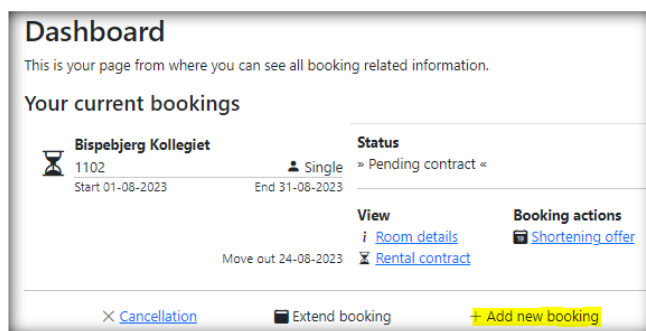 Dashboard
This is your page from where you can see all booking related information.
Your current bookings
Bispebjerg Kollegiet
1102 Single
Start 01-08-2023 End 31-08-2023
Move out 24-08-2023
Status
» Pending contract «
View
i Room details
Rental contract
Booking actions
Shortening offer
Cancellation
Extend booking
+ Add new booking